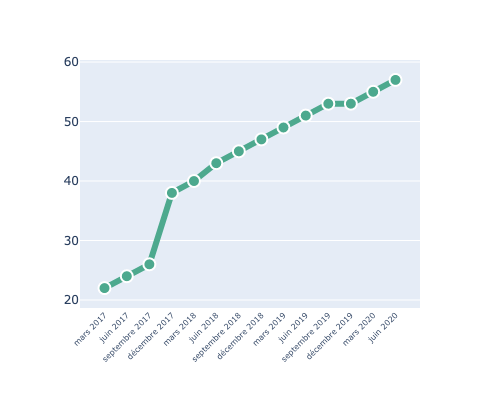 60
50
40
30
20
mars 2017
juin 2017
septembre 2017
décembre 2017
mars 2018
juin 2018
septembre 2018
décembre 2018
mars 2019
juin 2019
septembre 2019
décembre 2019
mars 2020
juin 2020